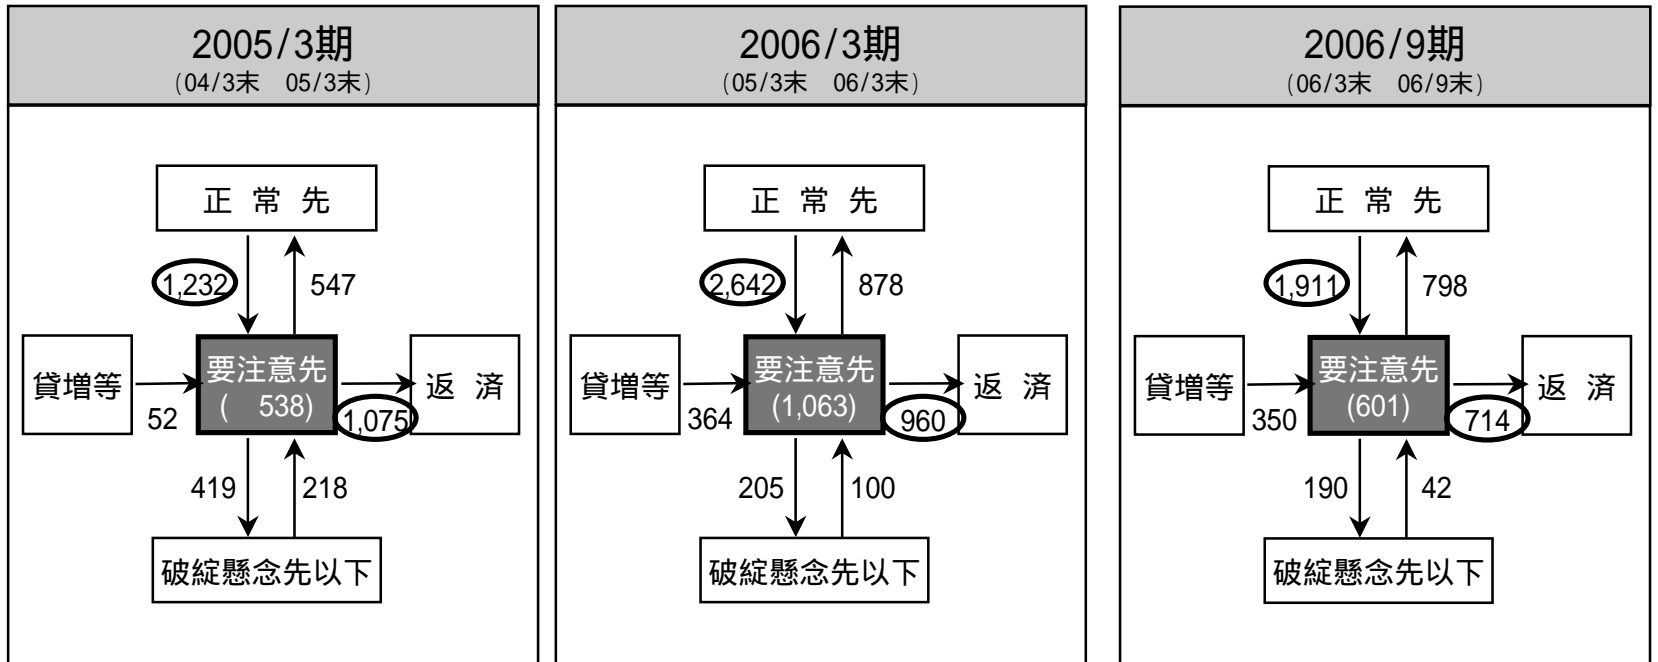 2005/3期
(04/3末　05/3末)
正 常 先
1,232
547
貸増等
52
要注意先
(　538)
1,075
返 済
419
218
破綻懸念先以下
2006/3期
(05/3末　06/3末)
正 常 先
2,642
878
貸増等
364
要注意先
(1,063)
960
返 済
205
100
破綻懸念先以下
2006/9期
(06/3末　06/9末)
正 常 先
1,911
798
貸増等
350
要注意先
(601)
714
返 済
190
42
破綻懸念先以下